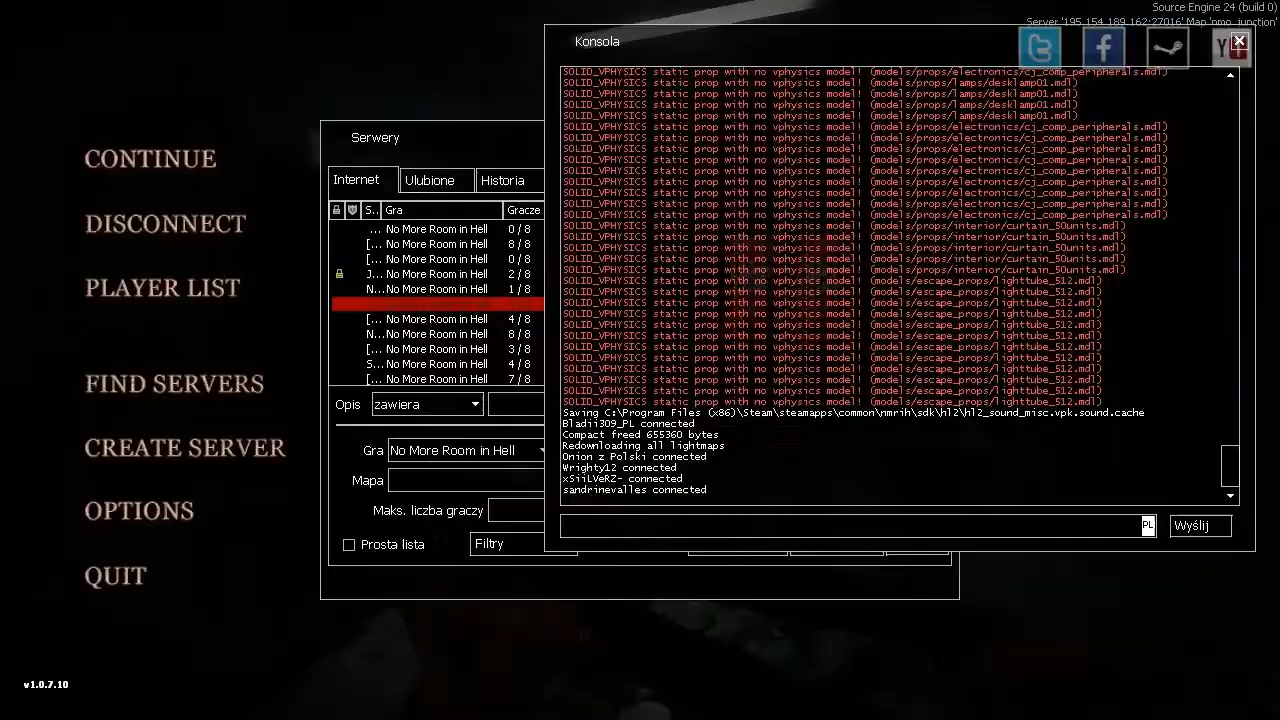 Source Engine 24 (build 0)
Server '195.154.189.162:27016' Map 'nmo_junction'
Konsola
SOLID_VPHYSICS static prop with no vphysics model! (models/props/electronics/cj_comp_peripherals.mdl)
SOLID_VPHYSICS static prop with no vphysics model! (models/props/lamps/desklamp01.mdl)
SOLID_VPHYSICS static prop with no vphysics model! (models/props/lamps/desklamp01.mdl)
SOLID_VPHYSICS static prop with no vphysics model! (models/props/lamps/desklamp01.mdl)
SOLID_VPHYSICS static prop with no vphysics model! (models/props/lamps/desklamp01.mdl)
SOLID_VPHYSICS static prop with no vphysics model! (models/props/electronics/cj_comp_peripherals.mdl)
SOLID_VPHYSICS static prop with no vphysics model! (models/props/electronics/cj_comp_peripherals.mdl)
SOLID_VPHYSICS static prop with no vphysics model! (models/props/electronics/cj_comp_peripherals.mdl)
SOLID_VPHYSICS static prop with no vphysics model! (models/props/electronics/cj_comp_peripherals.mdl)
SOLID_VPHYSICS static prop with no vphysics model! (models/props/electronics/cj_comp_peripherals.mdl)
SOLID_VPHYSICS static prop with no vphysics model! (models/props/electronics/cj_comp_peripherals.mdl)
SOLID_VPHYSICS static prop with no vphysics model! (models/props/electronics/cj_comp_peripherals.mdl)
SOLID_VPHYSICS static prop with no vphysics model! (models/props/electronics/cj_comp_peripherals.mdl)
SOLID_VPHYSICS static prop with no vphysics model! (models/props/electronics/cj_comp_peripherals.mdl)
SOLID_VPHYSICS static prop with no vphysics model! (models/props/interior/curtain_50units.mdl)
SOLID_VPHYSICS static prop with no vphysics model! (models/props/interior/curtain_50units.mdl)
SOLID_VPHYSICS static prop with no vphysics model! (models/props/interior/curtain_50units.mdl)
SOLID_VPHYSICS static prop with no vphysics model! (models/props/interior/curtain_50units.mdl)
SOLID_VPHYSICS static prop with no vphysics model! (models/props/interior/curtain_50units.mdl)
SOLID_VPHYSICS static prop with no vphysics model! (models/escape_props/lighttube_512.mdl)
SOLID_VPHYSICS static prop with no vphysics model! (models/escape_props/lighttube_512.mdl)
SOLID_VPHYSICS static prop with no vphysics model! (models/escape_props/lighttube_512.mdl)
SOLID_VPHYSICS static prop with no vphysics model! (models/escape_props/lighttube_512.mdl)
SOLID_VPHYSICS static prop with no vphysics model! (models/escape_props/lighttube_512.mdl)
SOLID_VPHYSICS static prop with no vphysics model! (models/escape_props/lighttube_512.mdl)
SOLID_VPHYSICS static prop with no vphysics model! (models/escape_props/lighttube_512.mdl)
SOLID_VPHYSICS static prop with no vphysics model! (models/escape_props/lighttube_512.mdl)
SOLID_VPHYSICS static prop with no vphysics model! (models/escape_props/lighttube_512.mdl)
SOLID_VPHYSICS static prop with no vphysics model! (models/escape_props/lighttube_512.mdl)
SOLID_VPHYSICS static prop with no vphysics model! (models/escape_props/lighttube_512.mdl)
SOLID_VPHYSICS static prop with no vphysics model! (models/escape_props/lighttube_512.mdl)
Saving C:\Program Files (x86)\Steam\steamapps\common\nmrih\sdk\hl2\hl2_sound_misc.vpk.sound.cache
Bladii309_PL connected
Compact freed 655360 bytes
Redownloading all lightmaps
Onion z Polski connected
Wrighty12 connected
xSiiLVeRZ- connected
sandrinevalles connected
PL
Wyślij
CONTINUE
DISCONNECT
PLAYER LIST
FIND SERVERS
CREATE SERVER
OPTIONS
QUIT
Serwery
Internet Ulubione Historia
S.. Gra Gracze
... No More Room in Hell 0 / 8
[... No More Room in Hell 8 / 8
[... No More Room in Hell 0 / 8
J... No More Room in Hell 2 / 8
N... No More Room in Hell 1 / 8
[... No More Room in Hell 4 / 8
N... No More Room in Hell 8 / 8
[... No More Room in Hell 3 / 8
S... No More Room in Hell 4 / 8
[... No More Room in Hell 7 / 8
Opis zawiera
Gra No More Room in Hell
Mapa
Maks. liczba graczy
Prosta lista Filtry
v1.0.7.10